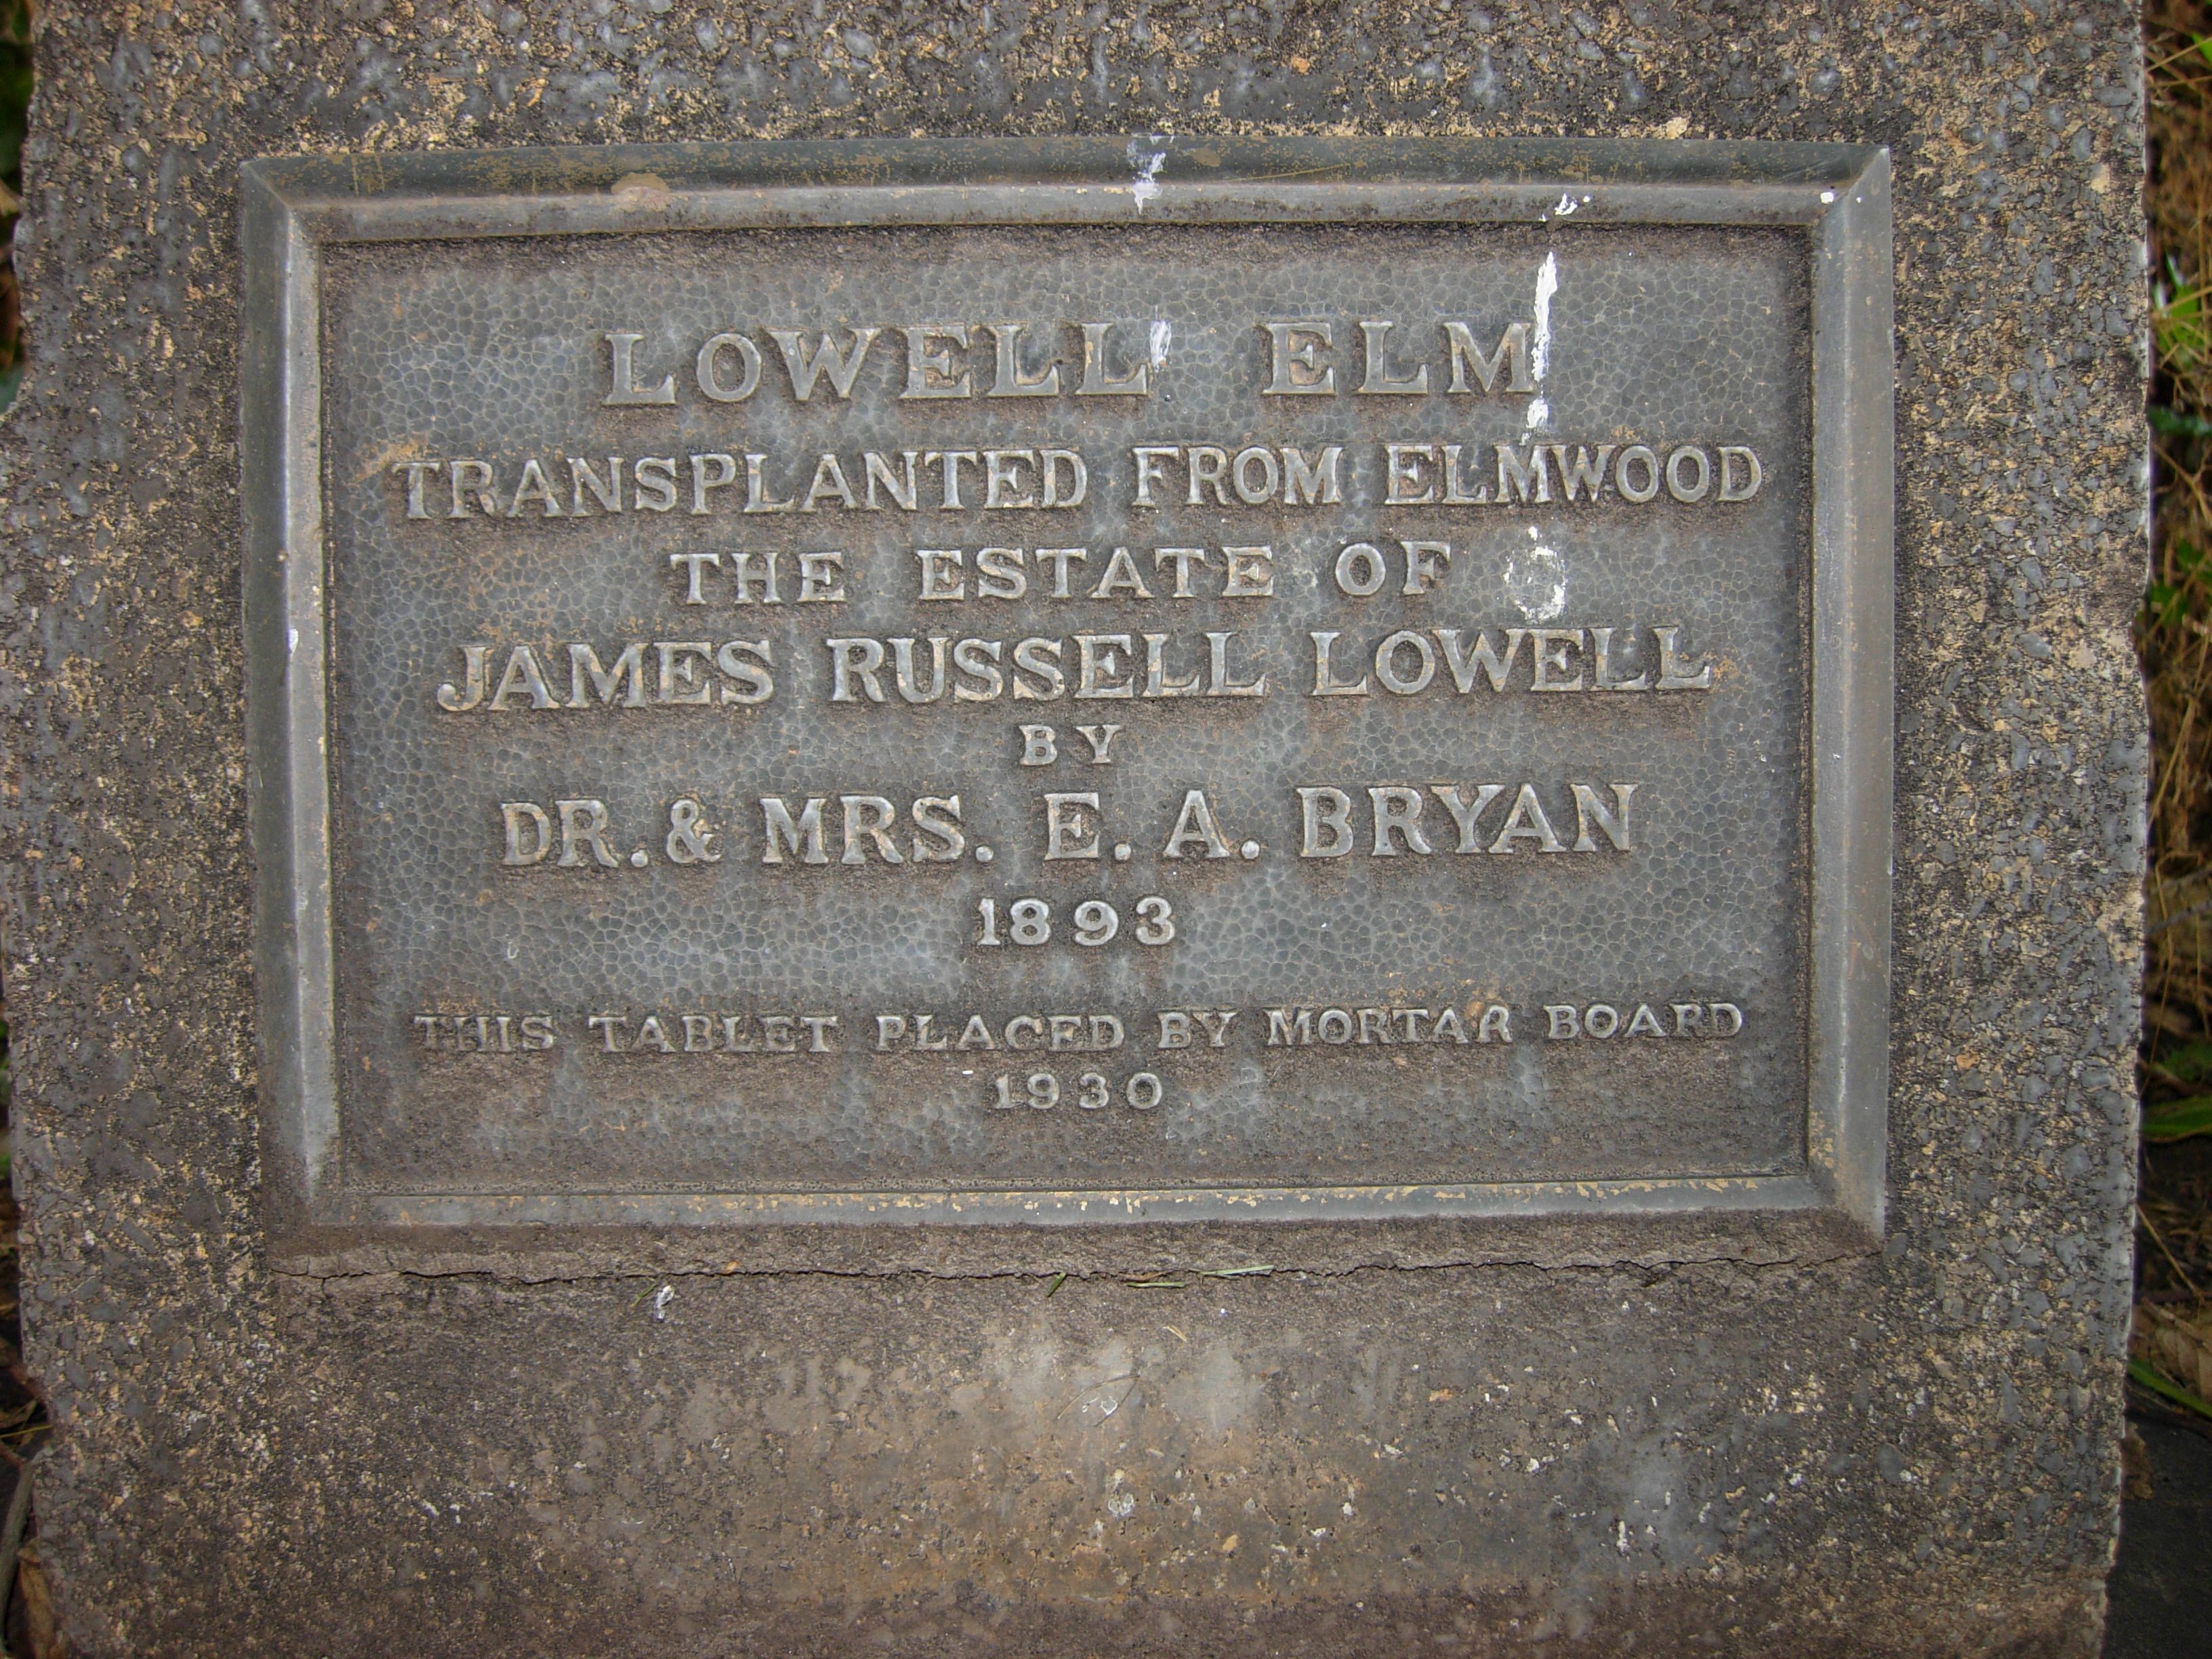 LOWELL ELM
TRANSPLANTED FROM ELMWOOD
THE ESTATE OF
JAMES RUSSELL LOWELL
BY
DR. & MRS. E. A. BRYAN
1893
THIS TABLET PLACED BY MORTAR BOARD
1930